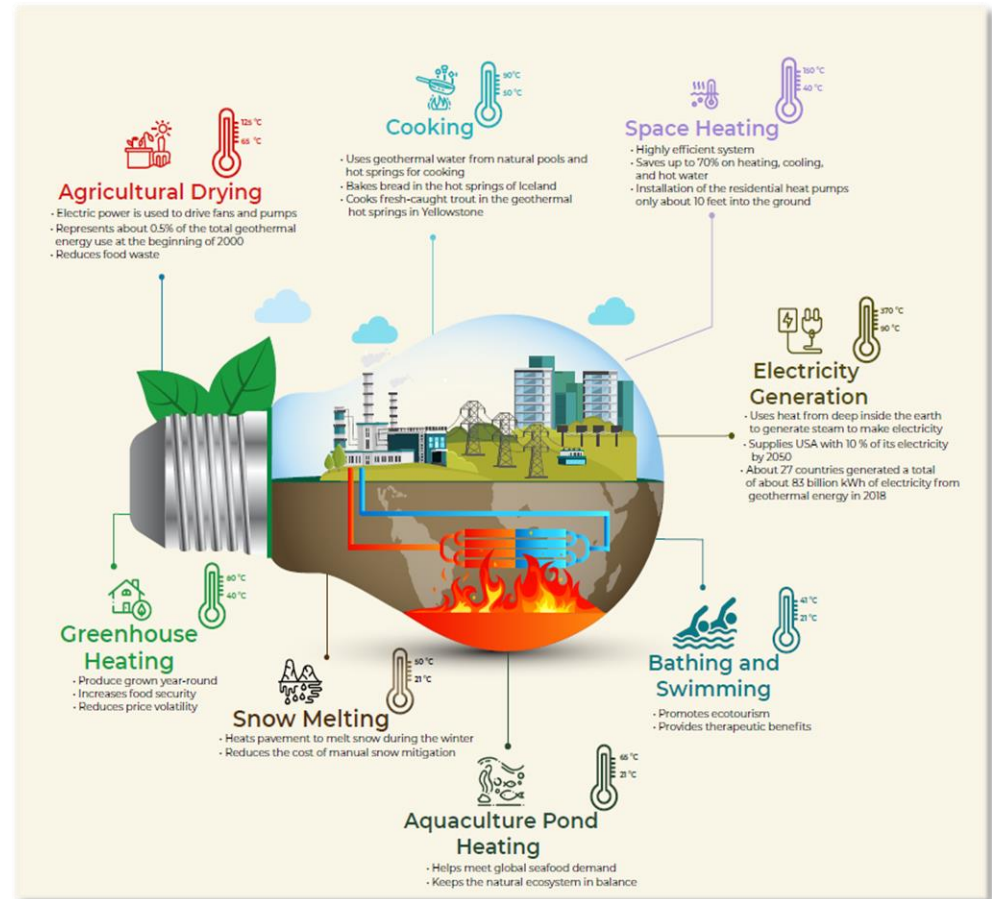 90°C
50°C
Cooking
• Uses geothermal water from natural pools and
hot springs for cooking
• Bakes bread in the hot springs of Iceland
• Cooks fresh-caught trout in the geothermal
hot springs in Yellowstone
150°C
40°C
Space Heating
• Highly efficient system
• Saves up to 70% on heating, cooling,
and hot water
• Installation of the residential heat pumps
only about 10 feet into the ground
125 °C
65 °C
Agricultural Drying
• Electric power is used to drive fans and pumps
• Represents about 0.5% of the total geothermal
energy use at the beginning of 2000
• Reduces food waste
370 °C
90 °C
Electricity
Generation
• Uses heat from deep inside the earth
to generate steam to make electricity
• Supplies USA with 10 % of its electricity
by 2050
• About 27 countries generated a total
of about 83 billion kWh of electricity from
geothermal energy in 2018
80 °C
40 °C
Greenhouse
Heating
• Produce grown year-round
• Increases food security
• Reduces price volatility
50 °C
21 °C
Snow Melting
• Heats pavement to melt snow during the winter
• Reduces the cost of manual snow mitigation
41 °C
21 °C
Bathing and
Swimming
• Promotes ecotourism
• Provides therapeutic benefits
65 °C
21 °C
Aquaculture Pond
Heating
• Helps meet global seafood demand
• Keeps the natural ecosystem in balance